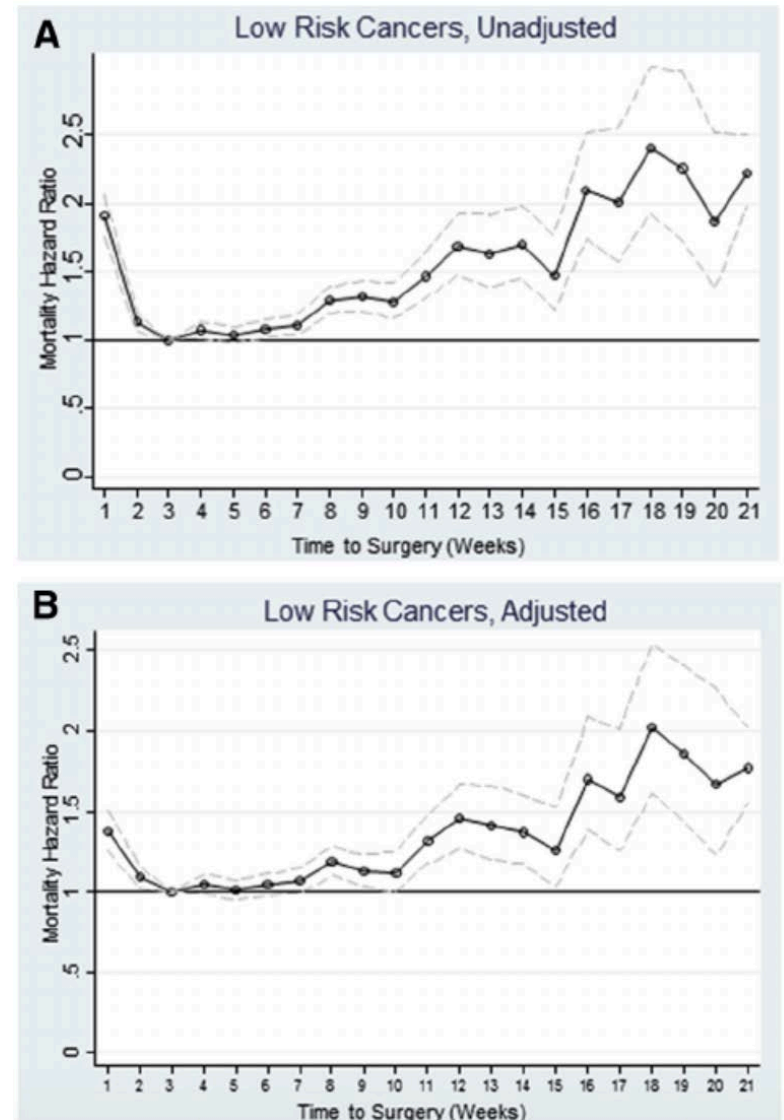 A
Low Risk Cancers, Unadjusted
Mortality Hazard Ratio
2.5
2
1.5
1
.5
0
1 2 3 4 5 6 7 8 9 10 11 12 13 14 15 16 17 18 19 20 21
Time to Surgery (Weeks)
B
Low Risk Cancers, Adjusted
Mortality Hazard Ratio
2.5
2
1.5
1
.5
0
1 2 3 4 5 6 7 8 9 10 11 12 13 14 15 16 17 18 19 20 21
Time to Surgery (Weeks)